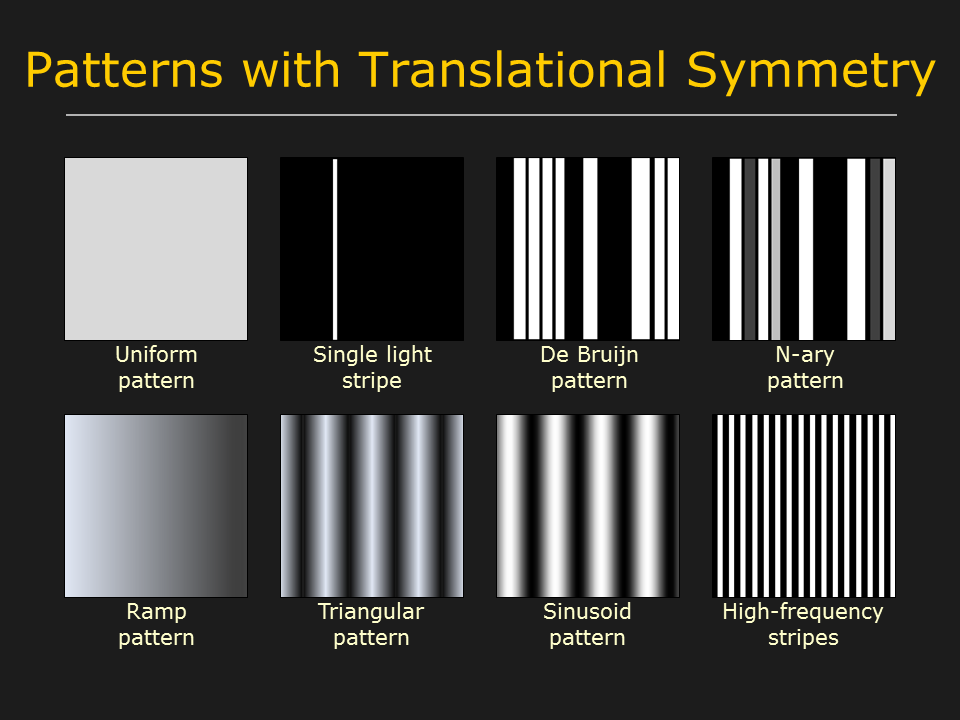 Patterns with Translational Symmetry
Uniform
pattern
Single light
stripe
De Bruijn
pattern
N-ary
pattern
Ramp
pattern
Triangular
pattern
Sinusoid
pattern
High-frequency
stripes